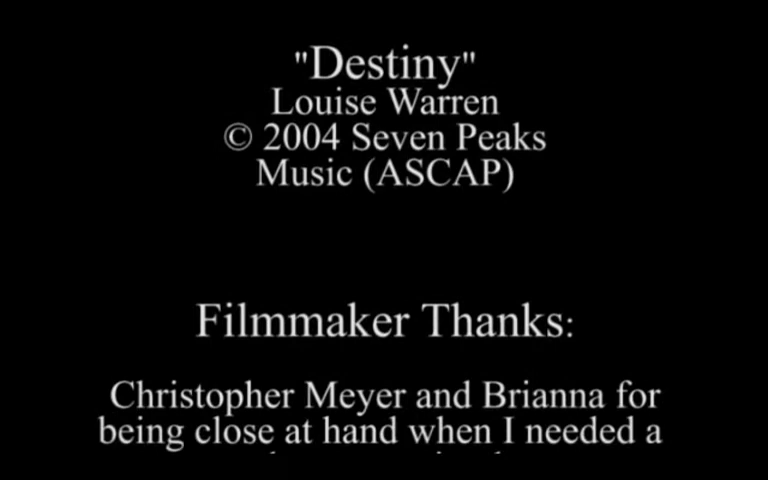 "Destiny"
Louise Warren
© 2004 Seven Peaks
Music (ASCAP)
Filmmaker Thanks:
Christopher Meyer and Brianna for
being close at hand when I needed a